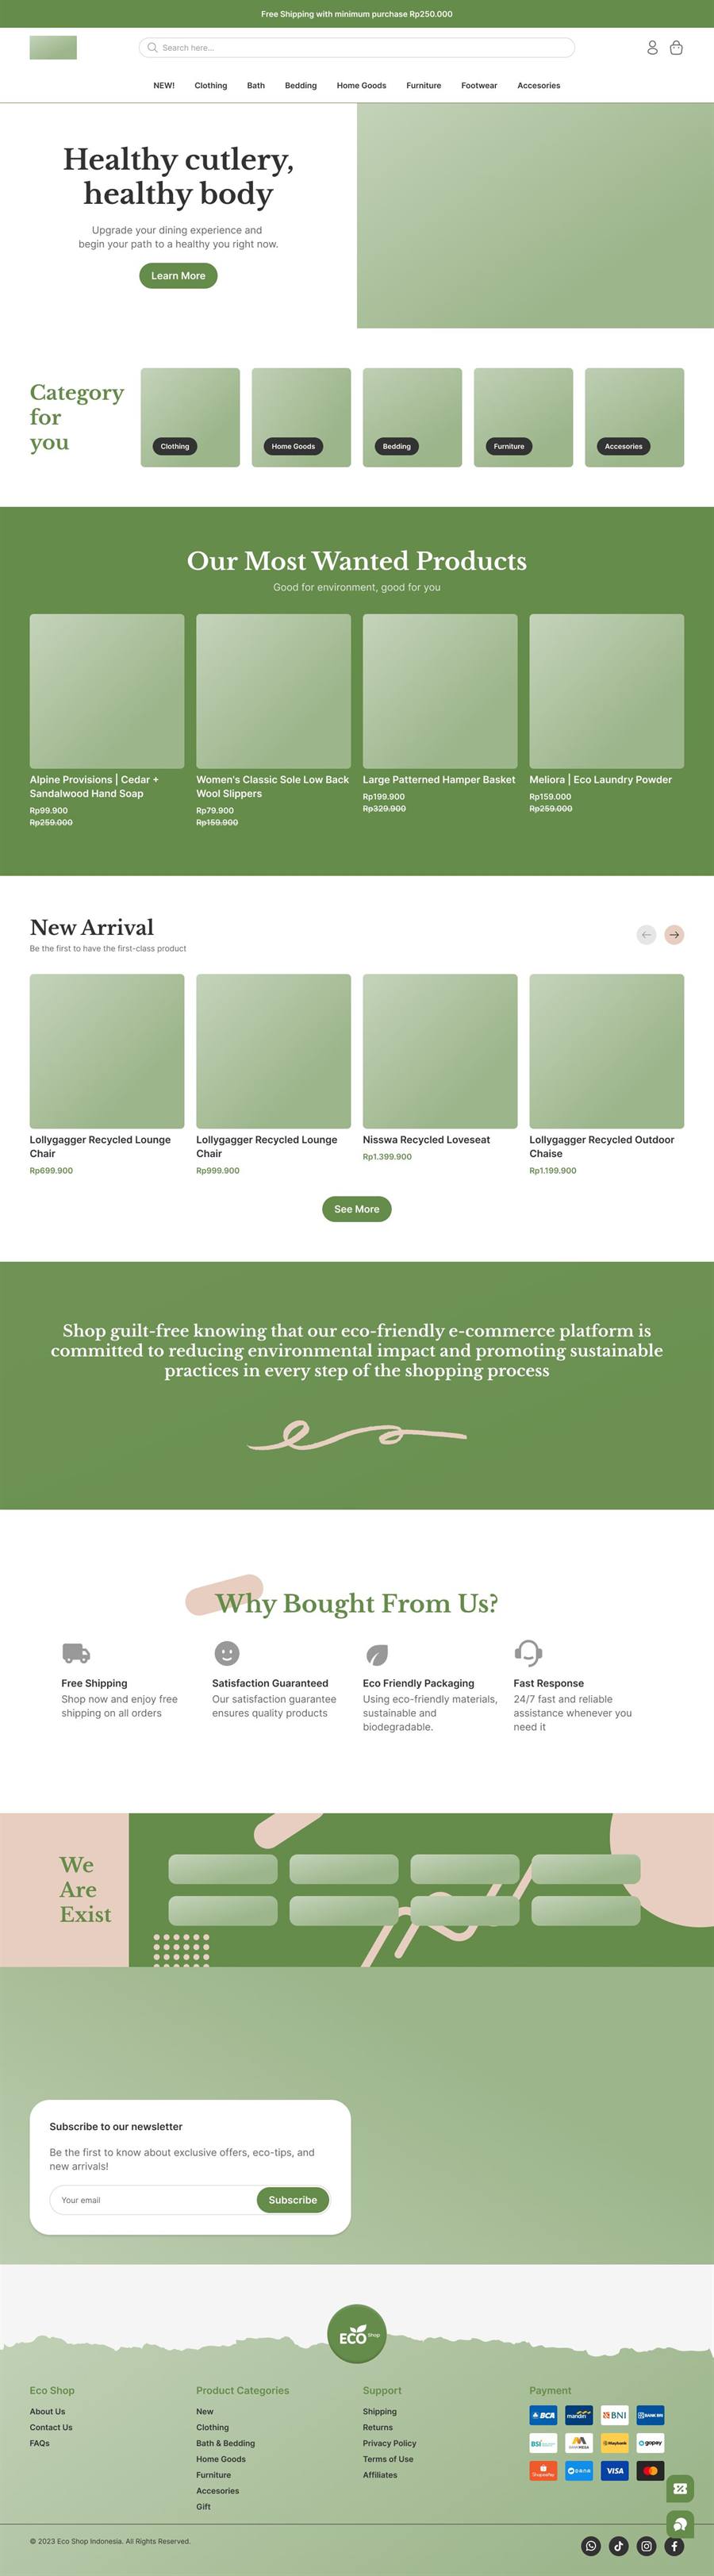 Free Shipping with minimum purchase Rp250.000
Search here...
NEW!
Clothing
Bath
Bedding
Home Goods
Furniture
Footwear
Accesories
Healthy cutlery,
healthy body
Upgrade your dining experience and
begin your path to a healthy you right now.
Learn More
Category
for
you
Clothing
Home Goods
Bedding
Furniture
Accesories
Our Most Wanted Products
Good for environment, good for you
Alpine Provisions | Cedar +
Sandalwood Hand Soap
Rp99.900
Rp259.000
Women's Classic Sole Low Back
Wool Slippers
Rp79.900
Rp159.900
Large Patterned Hamper Basket
Rp199.900
Rp329.900
Meliora | Eco Laundry Powder
Rp159.000
Rp259.000
New Arrival
Be the first to have the first-class product
Lollygagger Recycled Lounge
Chair
Rp699.900
Lollygagger Recycled Lounge
Chair
Rp999.900
Nisswa Recycled Loveseat
Rp1.399.900
Lollygagger Recycled Outdoor
Chaise
Rp1.199.900
See More
Shop guilt-free knowing that our eco-friendly e-commerce platform is
committed to reducing environmental impact and promoting sustainable
practices in every step of the shopping process
Why Bought From Us?
Free Shipping
Shop now and enjoy free
shipping on all orders
Satisfaction Guaranteed
Our satisfaction guarantee
ensures quality products
Eco Friendly Packaging
Using eco-friendly materials,
sustainable and
biodegradable.
Fast Response
24/7 fast and reliable
assistance whenever you
need it
We
Are
Exist
Subscribe to our newsletter
Be the first to know about exclusive offers, eco-tips, and
new arrivals!
Your email
Subscribe
ECO Shop
Eco Shop
About Us
Contact Us
FAQs
Product Categories
New
Clothing
Bath & Bedding
Home Goods
Furniture
Accesories
Gift
Support
Shipping
Returns
Privacy Policy
Terms of Use
Affiliates
Payment
BCA
mandiri
BNI
BANK BRI
BSI
Maybank
gopay
ShopeePay
DANA
VISA
© 2023 Eco Shop Indonesia. All Rights Reserved.